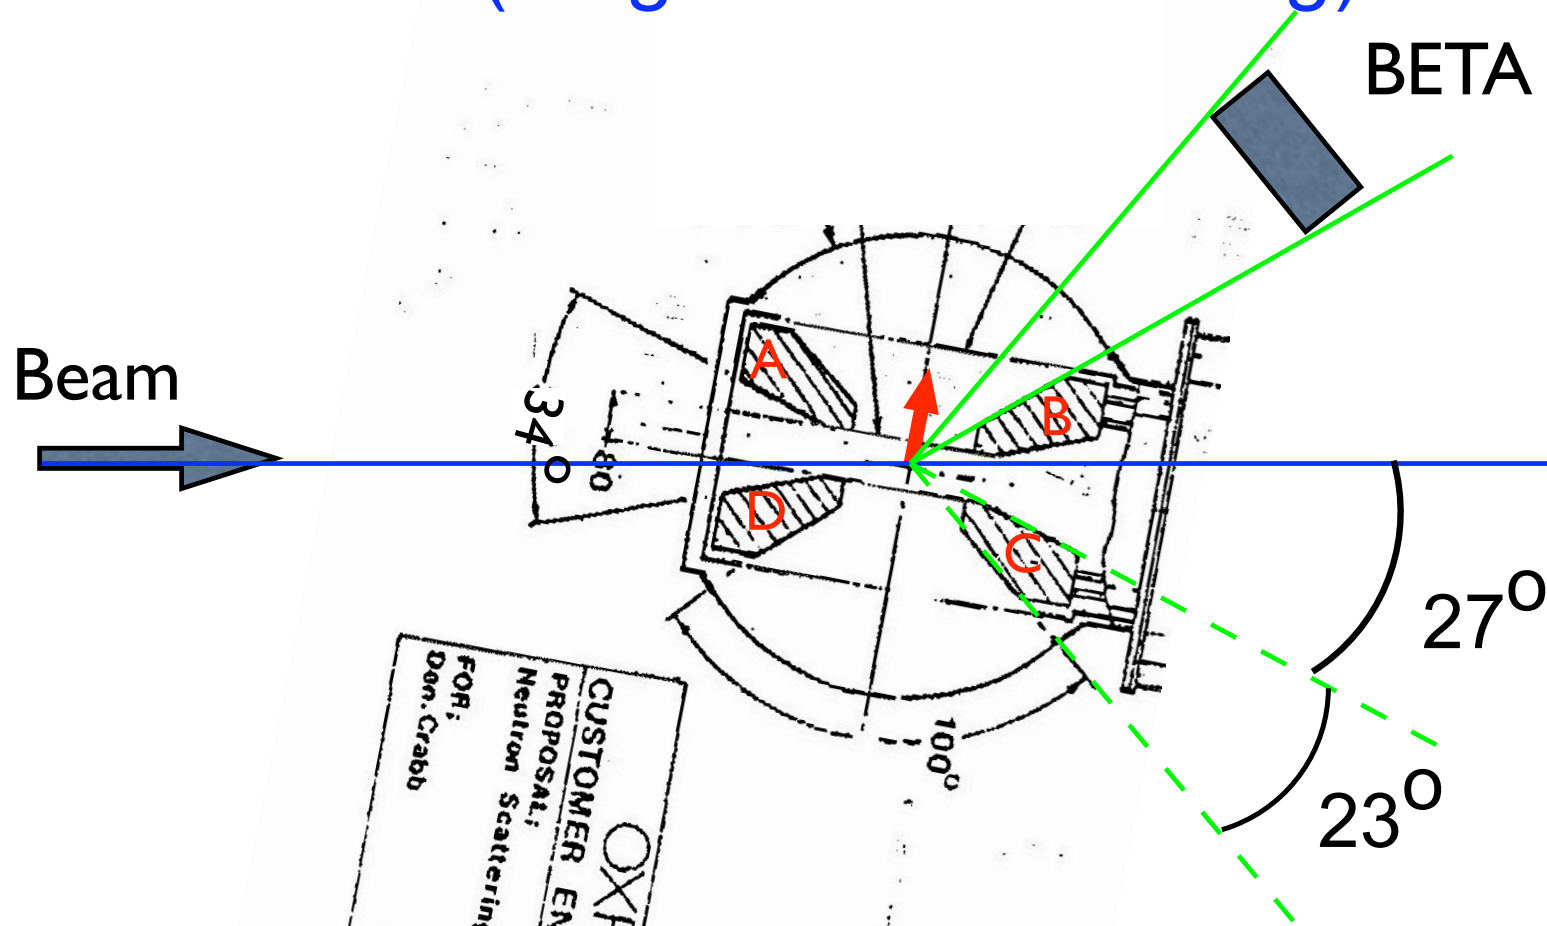 BETA
Beam
A
B
34°
80
D
C
27°
23°
100°
FOR;
Don.Crabb
PROPOSAL;
Neutron Scattering
CUSTOMER